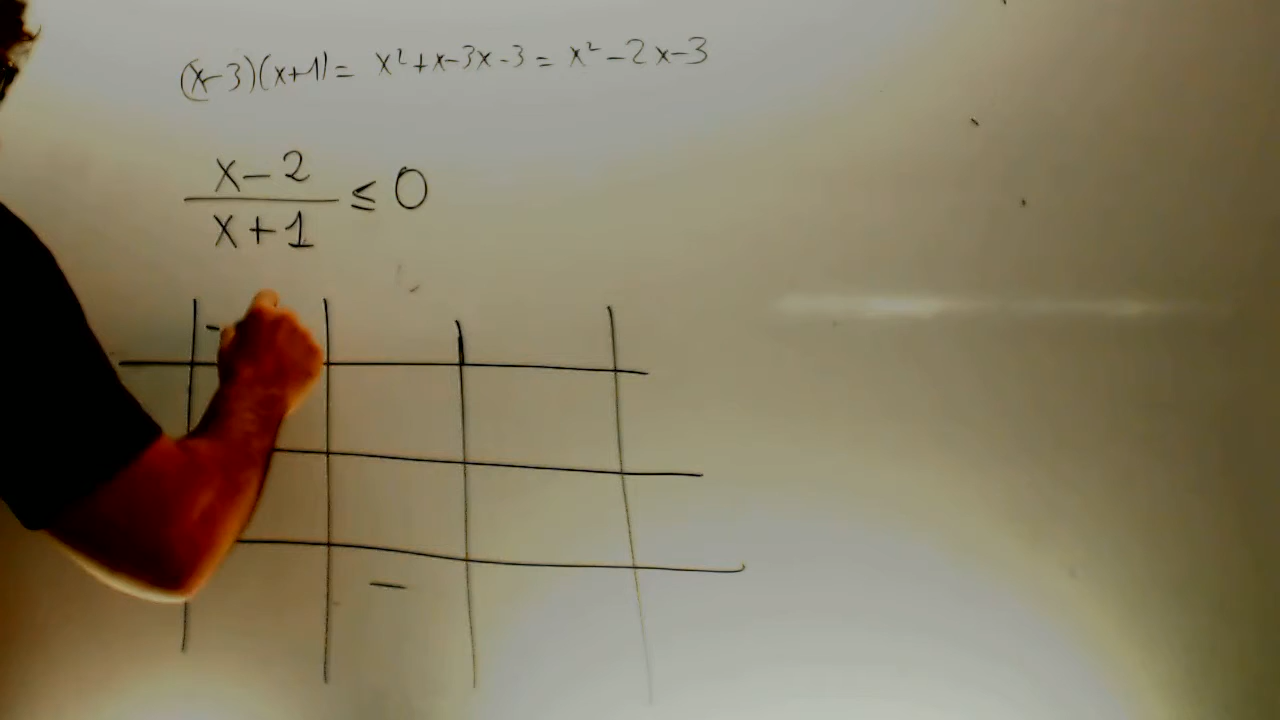 (x-3)(x+1)= x²+x-3x-3= x²-2x-3
x-2
x+1 ≤ 0
-
-